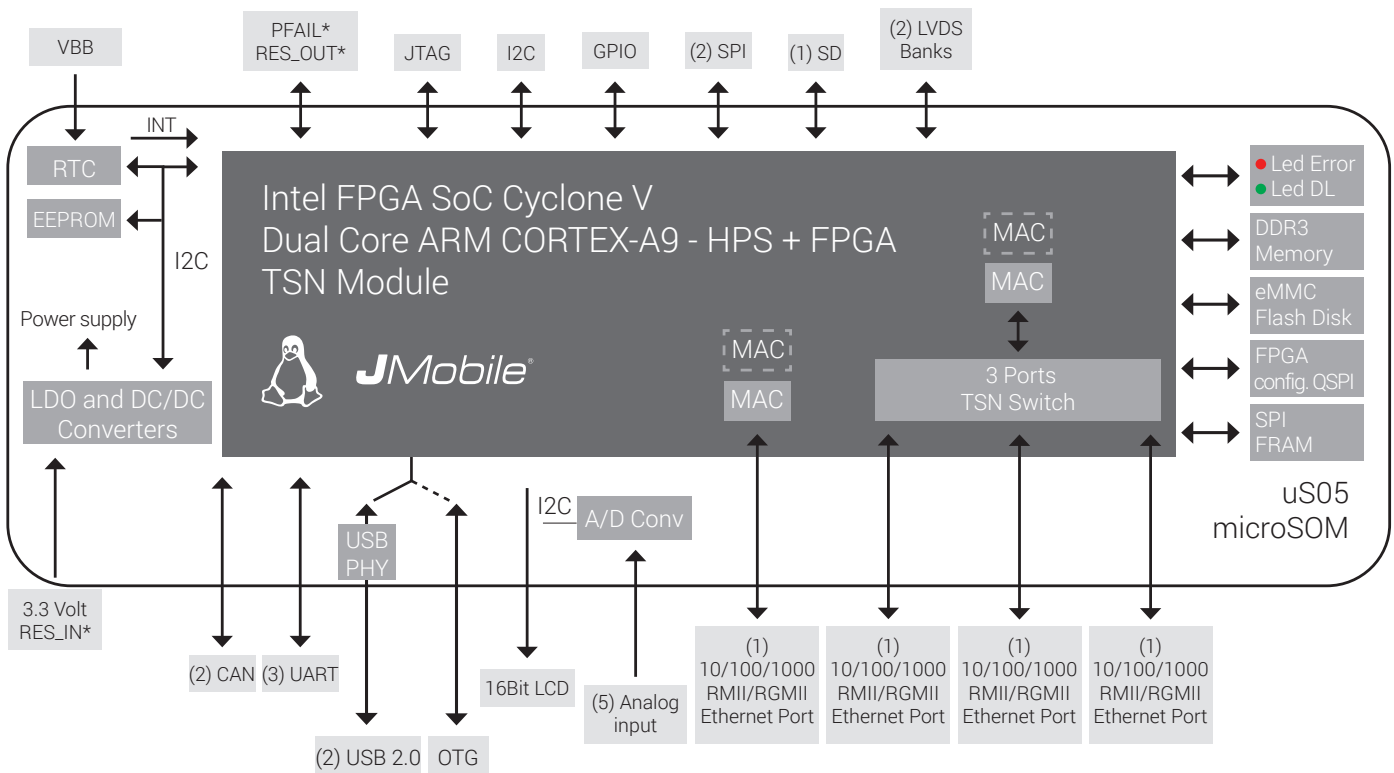 VBB
PFAIL*
RES_OUT*
JTAG
I2C
GPIO
(2) SPI
(1) SD
(2) LVDS
Banks
INT
RTC
EEPROM
I2C
Power supply
LDO and DC/DC
Converters
Intel FPGA SoC Cyclone V
Dual Core ARM CORTEX-A9 - HPS + FPGA
TSN Module
JMobile®
MAC
MAC
MAC
MAC
3 Ports
TSN Switch
Led Error
Led DL
DDR3
Memory
eMMC
Flash Disk
FPGA
config. QSPI
SPI
FRAM
uS05
microSOM
USB
PHY
I2C
A/D Conv
3.3 Volt
RES_IN*
(2) CAN
(3) UART
(2) USB 2.0
OTG
16Bit LCD
(5) Analog
input
(1)
10/100/1000
RMII/RGMII
Ethernet Port
(1)
10/100/1000
RMII/RGMII
Ethernet Port
(1)
10/100/1000
RMII/RGMII
Ethernet Port
(1)
10/100/1000
RMII/RGMII
Ethernet Port